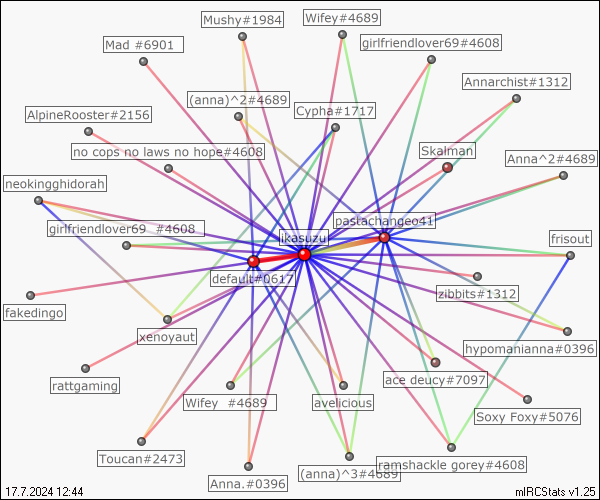 Mushy#1984
Wifey#4689
Mad #6901
girlfriendlover69#4608
Annarchist#1312
(anna)^2#4689
AlpineRooster#2156
Cypha#1717
no cops no laws no hope#4608
Skalman
Anna^2#4689
neokingghidorah
girlfriendlover69_#4608
ikasuzu
pastachangeo41
frisout
default#0617
zibbits#1312
fakedingo
xenoyaut
hypomanianna#0396
rattgaming
ace deucy#7097
Wifey  #4689
avelicious
Soxy Foxy#5076
Toucan#2473
Anna.#0396
(anna)^3#4689
ramshackle gorey#4608
17.7.2024 12:44
mIRCStats v1.25